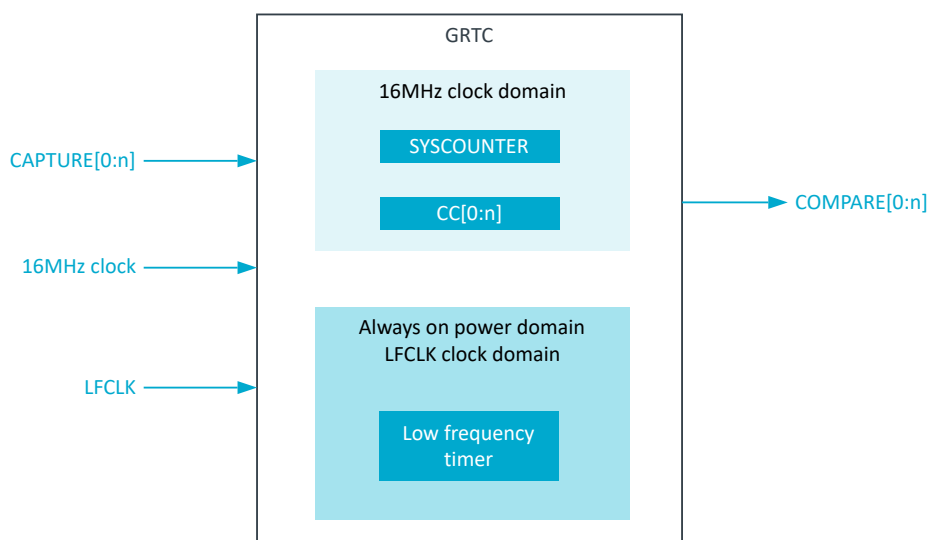 GRTC
16MHz clock domain
SYSCOUNTER
CC[0:n]
CAPTURE[0:n]
COMPARE[0:n]
16MHz clock
Always on power domain
LFCLK clock domain
LFCLK
Low frequency
timer